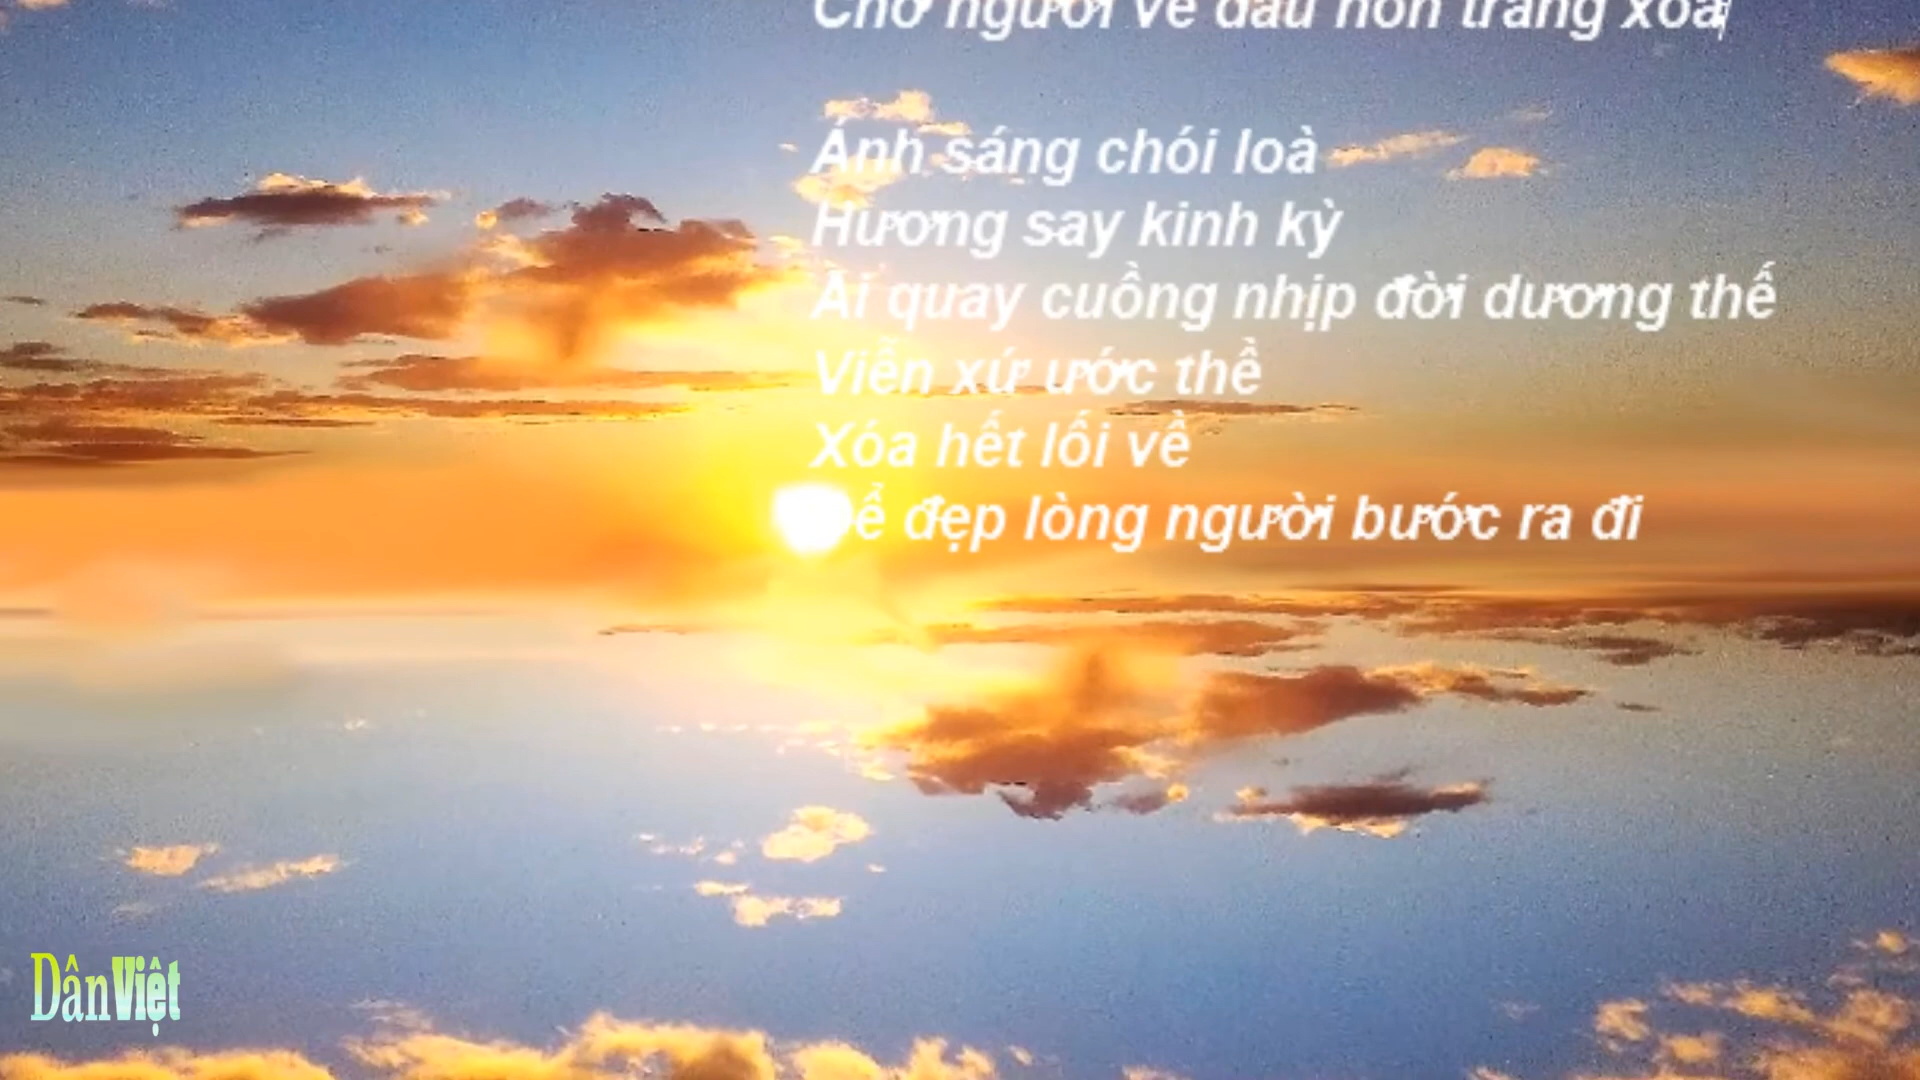 Chờ người về đầu non trắng xóa
Ánh sáng chói loà
Hương say kinh kỳ
Ai quay cuồng nhịp đời dương thế
Viễn xứ ước thề
Xóa hết lối về
Để đẹp lòng người bước ra đi
DânViệt